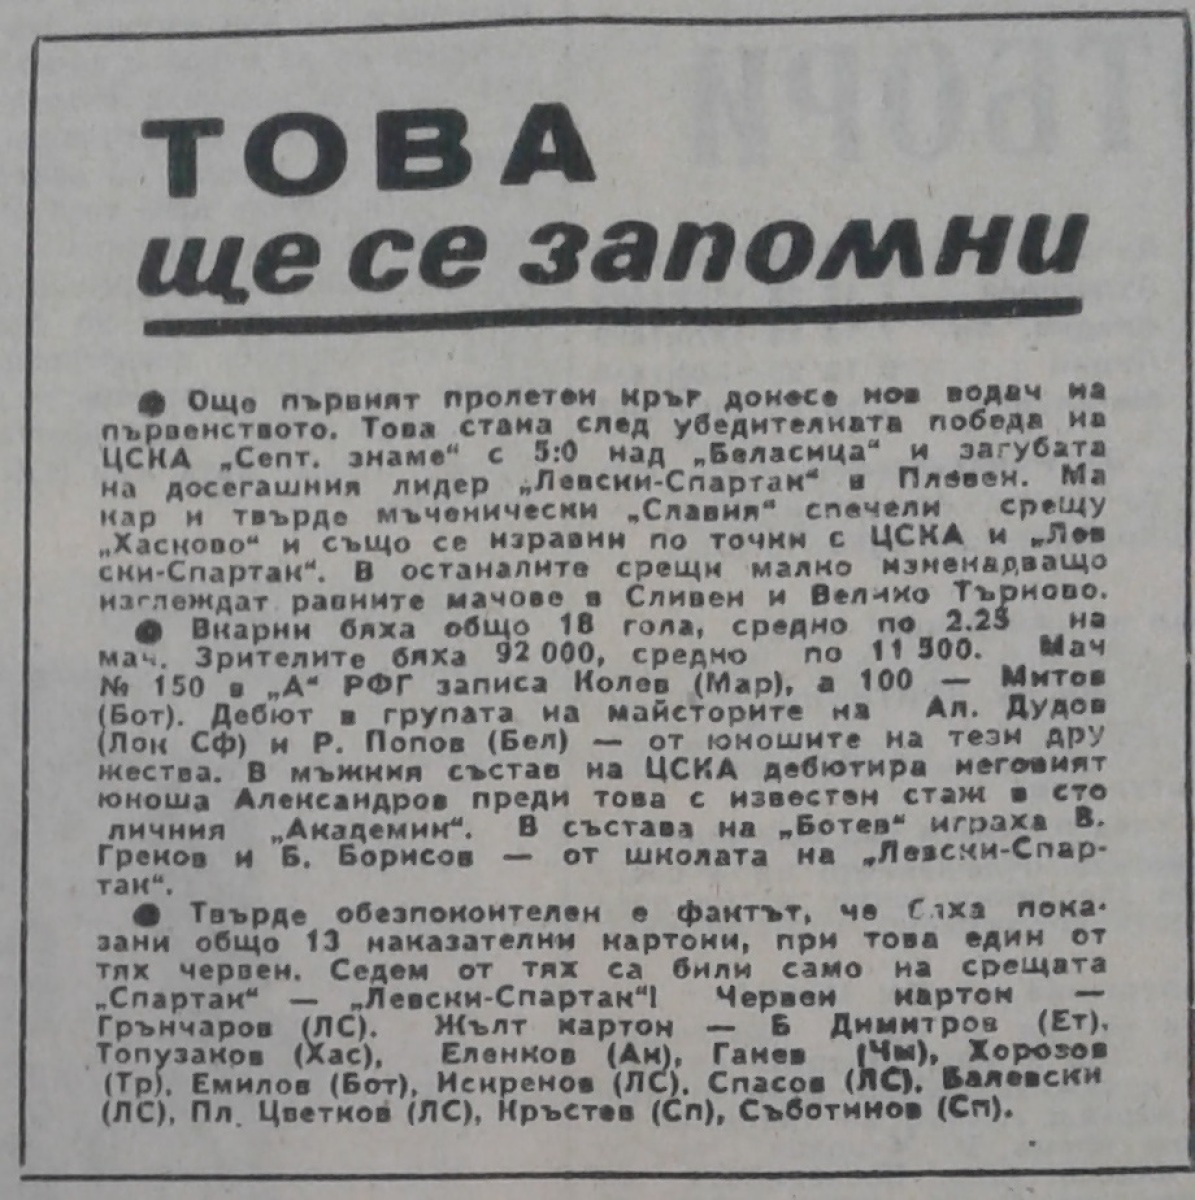 ТОВА
ще се запомни
● Още първият пролетен кръг донесе нов водач на
първенството. Това стана след убедителната победа на
ЦСКА „Септ. знаме“ с 5:0 над „Беласица“ и загубата
на досегашния лидер „Левски-Спартак“ в Плевен. Ма
кар и твърде мъченически „Славия“ спечели срещу
„Хасково“ и също се изравни по точки с ЦСКА и „Лев
ски-Спартак“. В останалите срещи малко изненадващо
изглеждат равните мачове в Сливен и Велико Търново.
● Вкарни бяха общо 18 гола, средно по 2.25 на
мач. Зрителите бяха 92 000, средно по 11 500. Мач
№ 150 в „А“ РФГ записа Колев (Мар), а 100 — Митов
(Бот). Дебют в групата на майсторите на Ал. Дудов
(Лок Сф) и Р. Попов (Бел) — от юношите на тези дру
жества. В мъжкия състав на ЦСКА дебютира неговият
юноша Александров преди това с известен стаж в сто
личния „Академик“. В състава на „Ботев“ играха В.
Греков и Б. Борисов — от школата на „Левски-Спар-
так“.
● Твърде обезпокоителен е фактът, че бяха пока-
зани общо 13 наказателни картони, при това един от
тях червен. Седем от тях са били само на срещата
„Спартак“ — „Левски-Спартак“! Червен картон —
Грънчаров (ЛС). Жълт картон — Б Димитров (Ет),
Топузаков (Хас), Еленков (Ак), Ганев (Чм), Хорозов
(Тр), Емилов (Бот), Искренов (ЛС), Спасов (ЛС), Балевски
(ЛС), Пл. Цветков (ЛС), Кръстев (Сп), Съботинов (Сп).